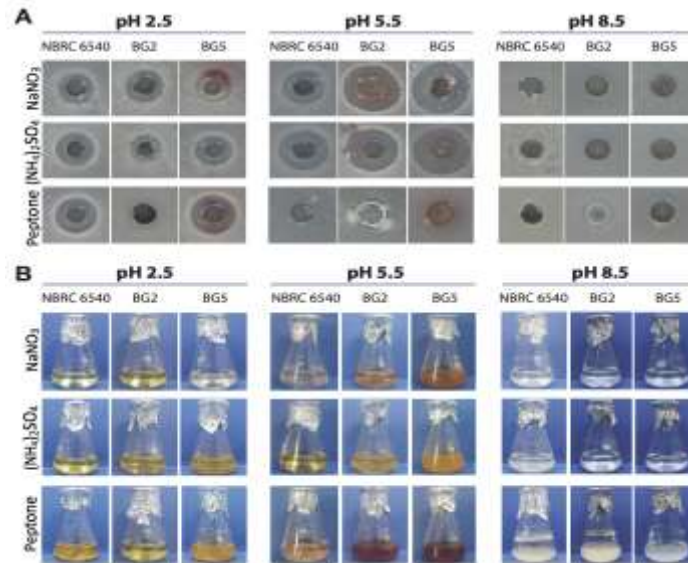 A
pH 2.5 pH 5.5 pH 8.5
NBRC 6540 BG2 BG5 NBRC 6540 BG2 BG5 NBRC 6540 BG2 BG5
NaNO₃
(NH₄)₂SO₄
Peptone
B
pH 2.5 pH 5.5 pH 8.5
NBRC 6540 BG2 BG5 NBRC 6540 BG2 BG5 NBRC 6540 BG2 BG5
NaNO₃
(NH₄)₂SO₄
Peptone